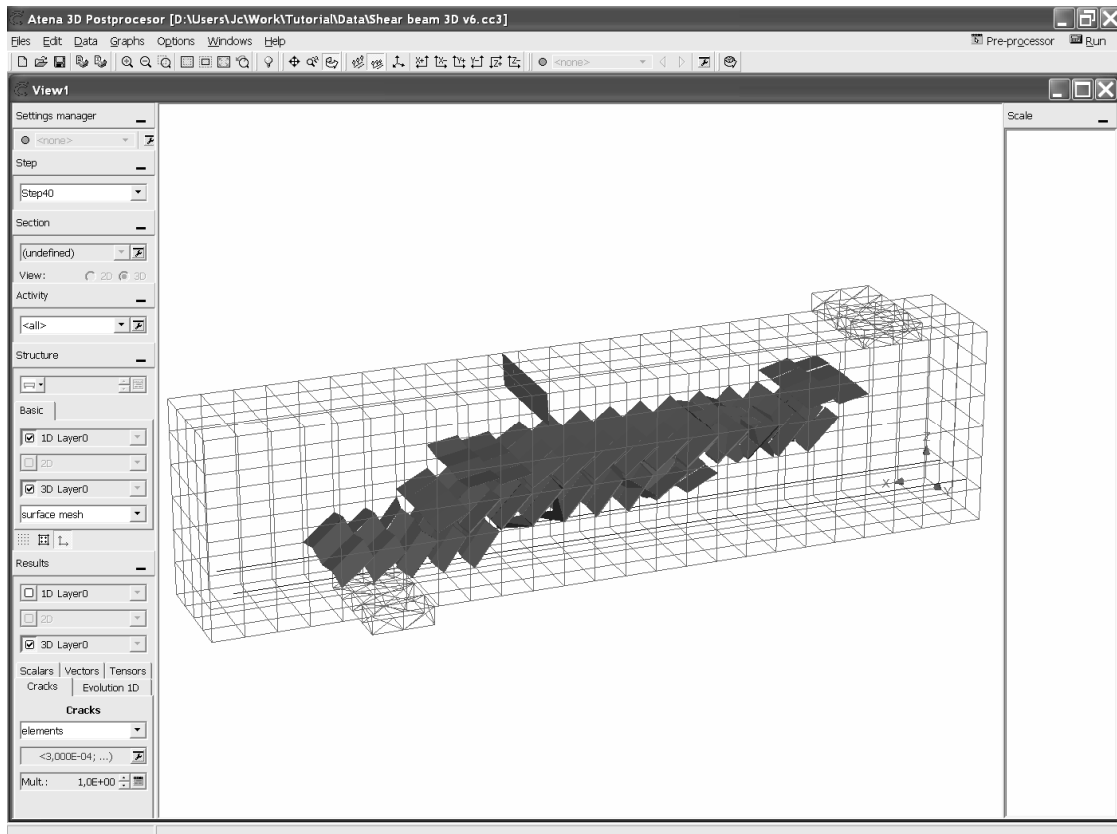 Atena 3D Postprocesor [D:\Users\Jc\Work\Tutorial\Data\Shear beam 3D v6.cc3]
Files Edit Data Graphs Options Windows Help Pre-processor Run
<none>
View1
Settings manager
<none>
Step
Step40
Section
(undefined)
View: 2D 3D
Activity
<all>
Structure
Basic
1D Layer0
2D
3D Layer0
surface mesh
Results
1D Layer0
2D
3D Layer0
Scalars Vectors Tensors
Cracks Evolution 1D
Cracks
elements
<3,000E-04; ...)
Mult.: 1,0E+00
Scale
Z
X
Y